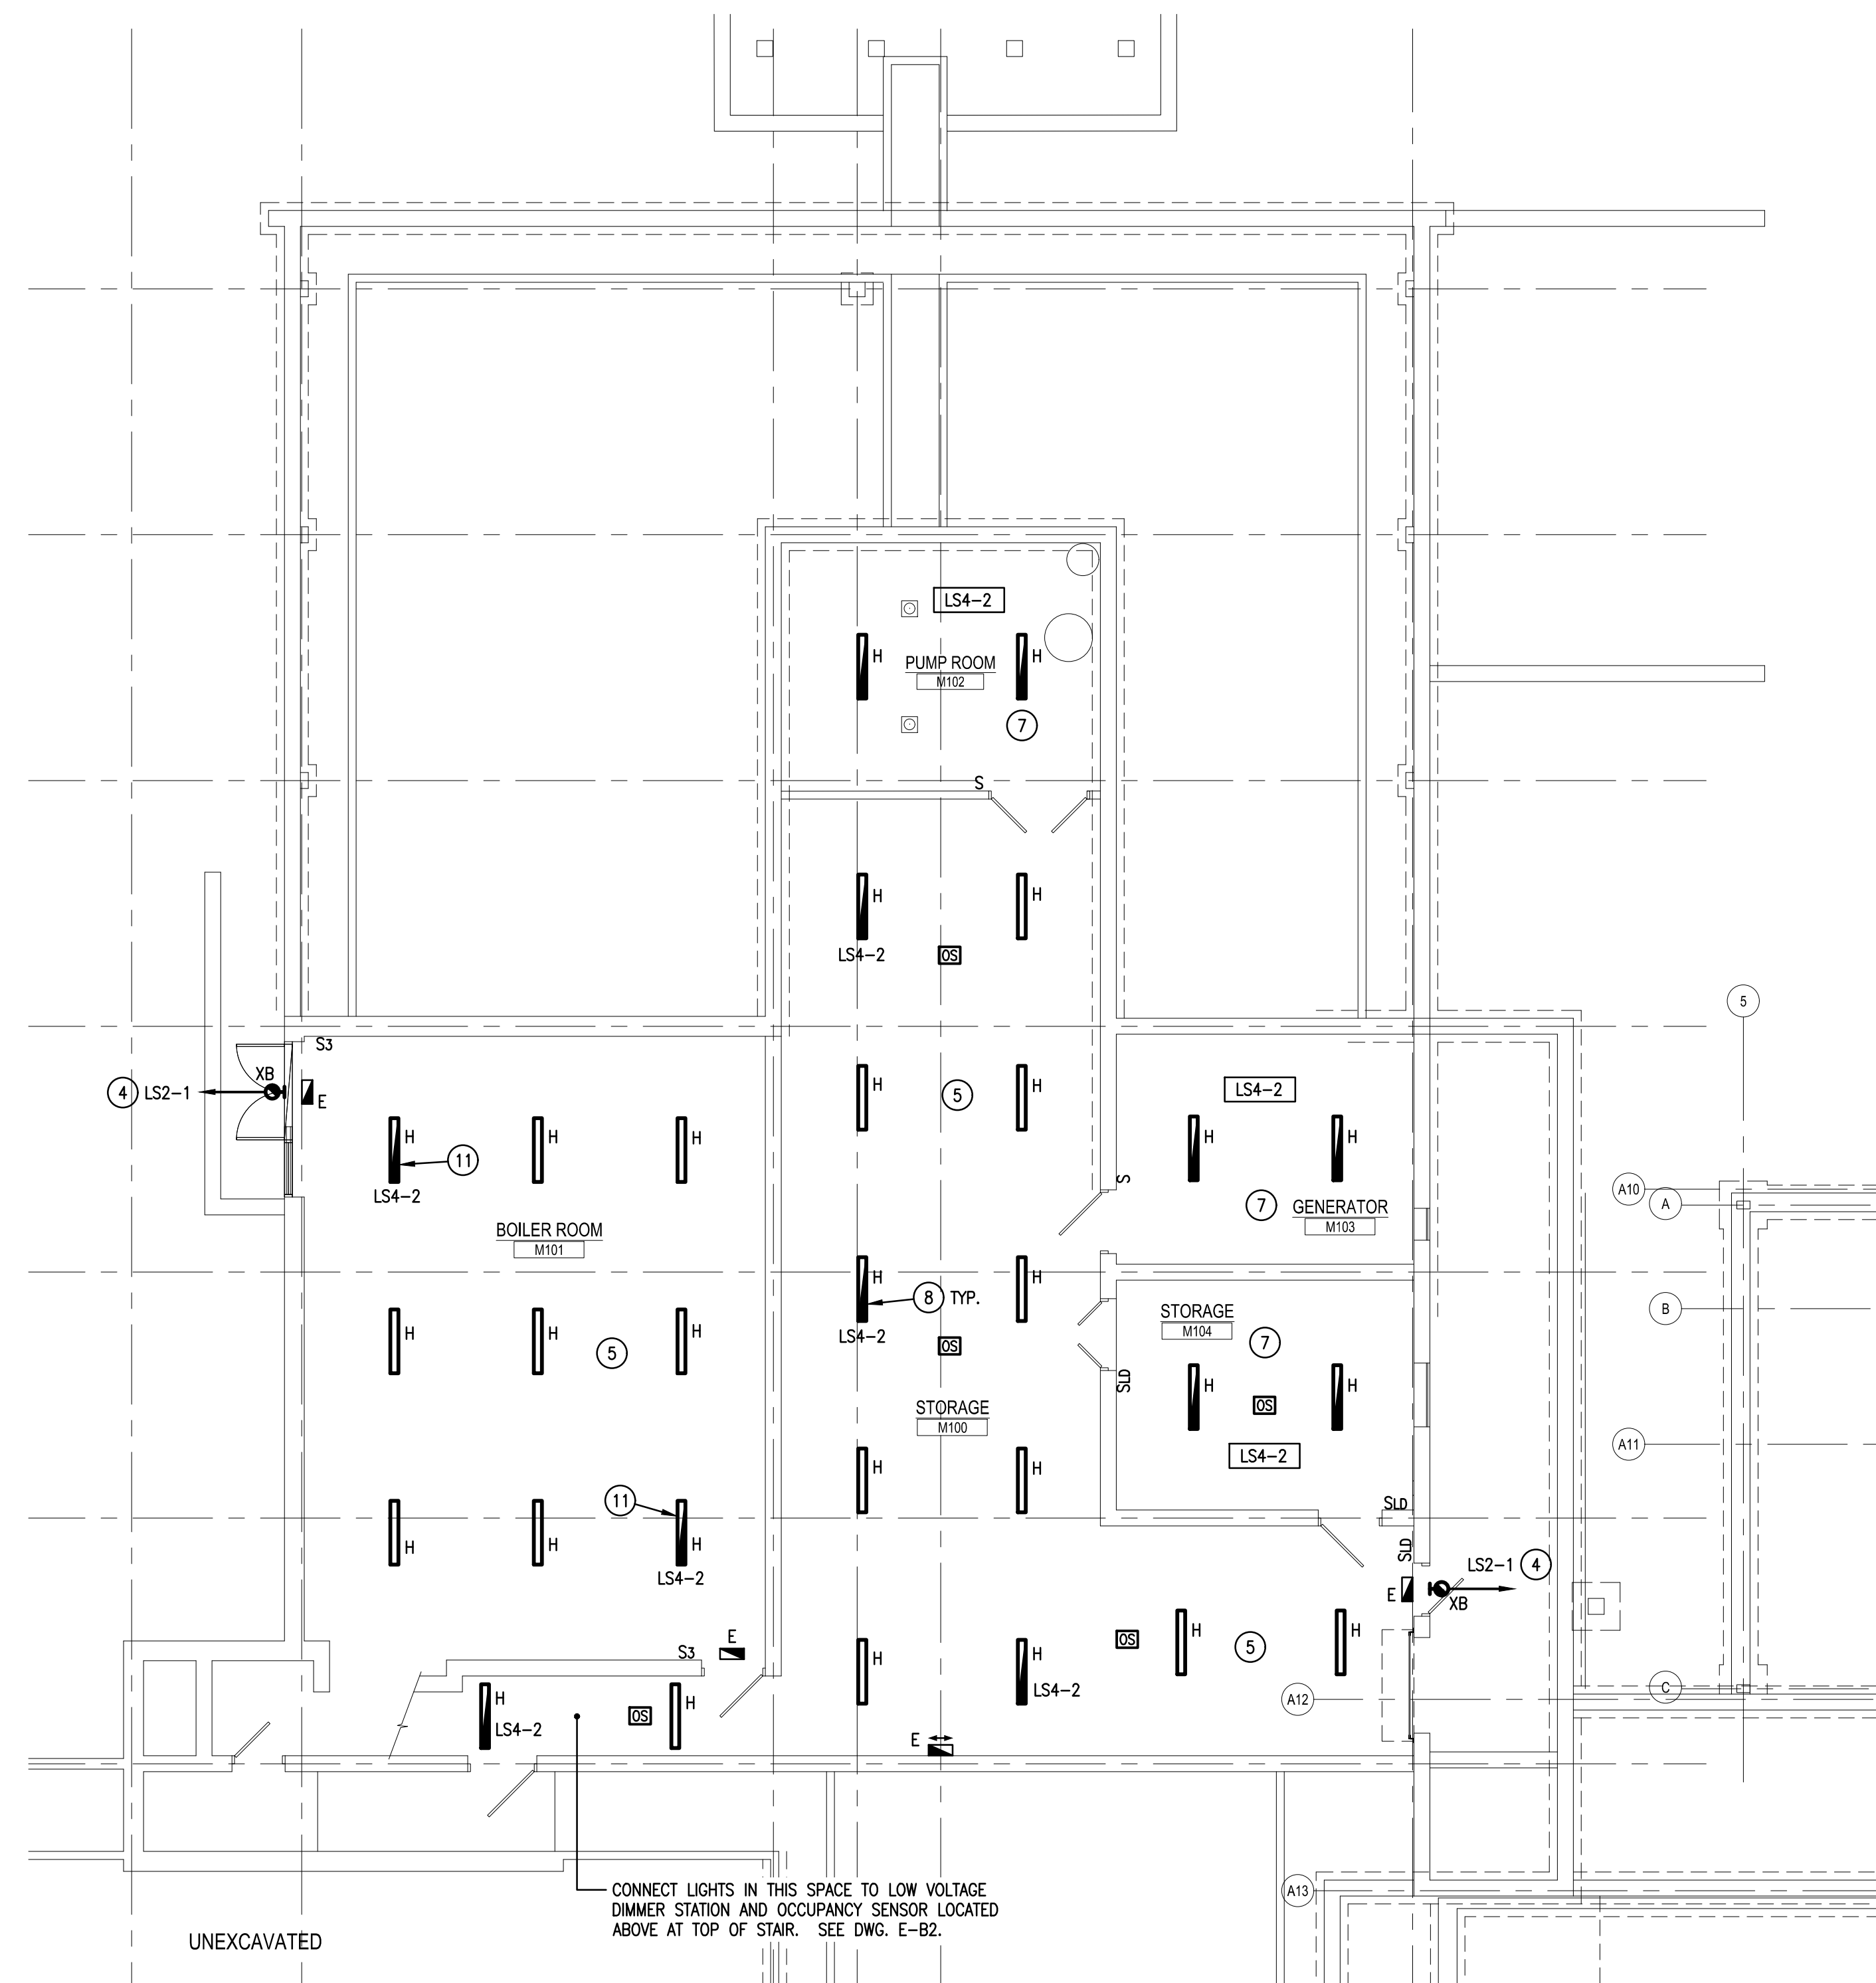 LS4-2
H
H
PUMP ROOM
M102
7
S
H
H
LS4-2
OS
5
S3
XB
4 LS2-1
E
H
H
5
LS4-2
H
H
H
H
H
11
LS4-2
S
7
GENERATOR
M103
A10
A
BOILER ROOM
M101
H
H
8 TYP.
LS4-2
OS
STORAGE
M104
7
B
H
H
H
5
SLD
H
H
OS
STORAGE
M100
LS4-2
A11
H
H
11
H
H
H
LS4-2
SLD
SLD
LS2-1 4
E
XB
S3
E
H
H
LS4-2
OS
H
5
H
H
LS4-2
OS
H
C
A12
E
A13
CONNECT LIGHTS IN THIS SPACE TO LOW VOLTAGE
DIMMER STATION AND OCCUPANCY SENSOR LOCATED
ABOVE AT TOP OF STAIR. SEE DWG. E-B2.
UNEXCAVATED